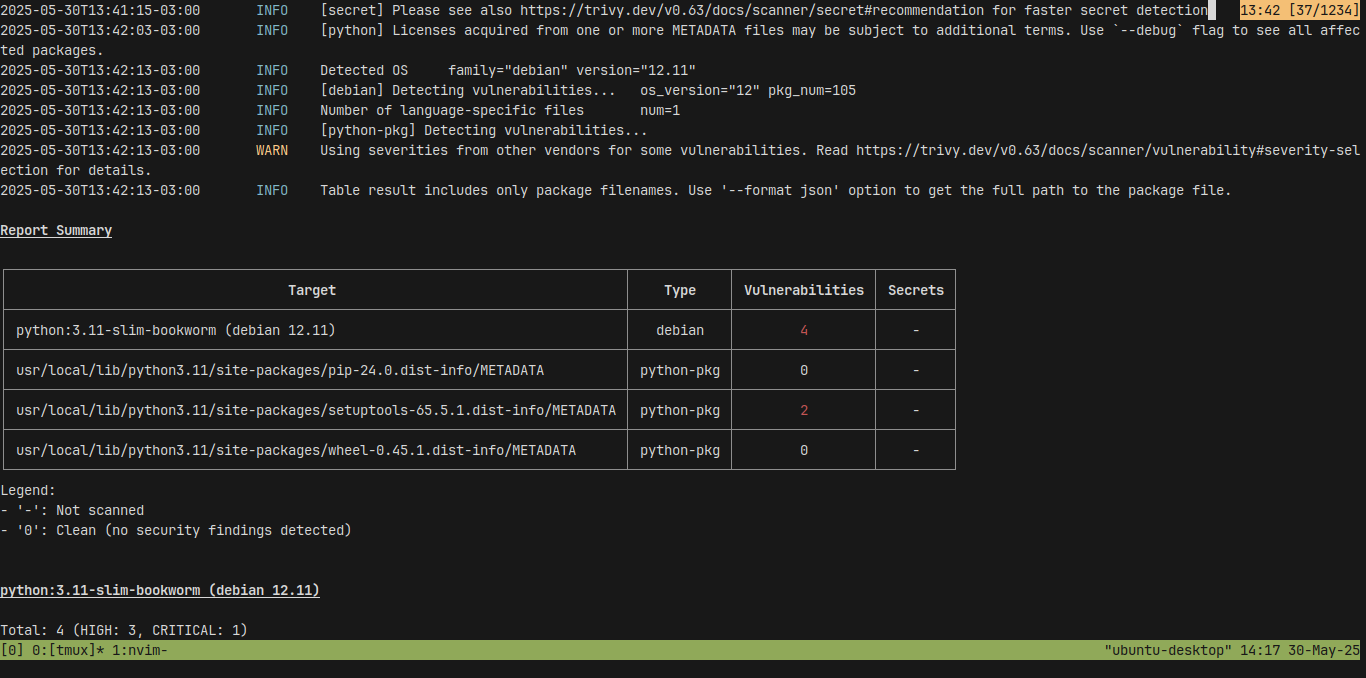 2025-05-30T13:41:15-03:00       INFO    [secret] Please see also https://trivy.dev/v0.63/docs/scanner/secret#recommendation for faster secret detection    13:42 [37/1234]
2025-05-30T13:42:03-03:00       INFO    [python] Licenses acquired from one or more METADATA files may be subject to additional terms. Use `--debug` flag to see all affec
ted packages.
2025-05-30T13:42:13-03:00       INFO    Detected OS     family="debian" version="12.11"
2025-05-30T13:42:13-03:00       INFO    [debian] Detecting vulnerabilities...   os_version="12" pkg_num=105
2025-05-30T13:42:13-03:00       INFO    Number of language-specific files       num=1
2025-05-30T13:42:13-03:00       INFO    [python-pkg] Detecting vulnerabilities...
2025-05-30T13:42:13-03:00       WARN    Using severities from other vendors for some vulnerabilities. Read https://trivy.dev/v0.63/docs/scanner/vulnerability#severity-sel
ection for details.
2025-05-30T13:42:13-03:00       INFO    Table result includes only package filenames. Use '--format json' option to get the full path to the package file.
Report Summary
Target    Type    Vulnerabilities    Secrets
python:3.11-slim-bookworm (debian 12.11)    debian    4    -
usr/local/lib/python3.11/site-packages/pip-24.0.dist-info/METADATA    python-pkg    0    -
usr/local/lib/python3.11/site-packages/setuptools-65.5.1.dist-info/METADATA    python-pkg    2    -
usr/local/lib/python3.11/site-packages/wheel-0.45.1.dist-info/METADATA    python-pkg    0    -
Legend:
- '-': Not scanned
- '0': Clean (no security findings detected)
python:3.11-slim-bookworm (debian 12.11)
Total: 4 (HIGH: 3, CRITICAL: 1)
[0] 0:[tmux]* 1:nvim-    "ubuntu-desktop" 14:17 30-May-25